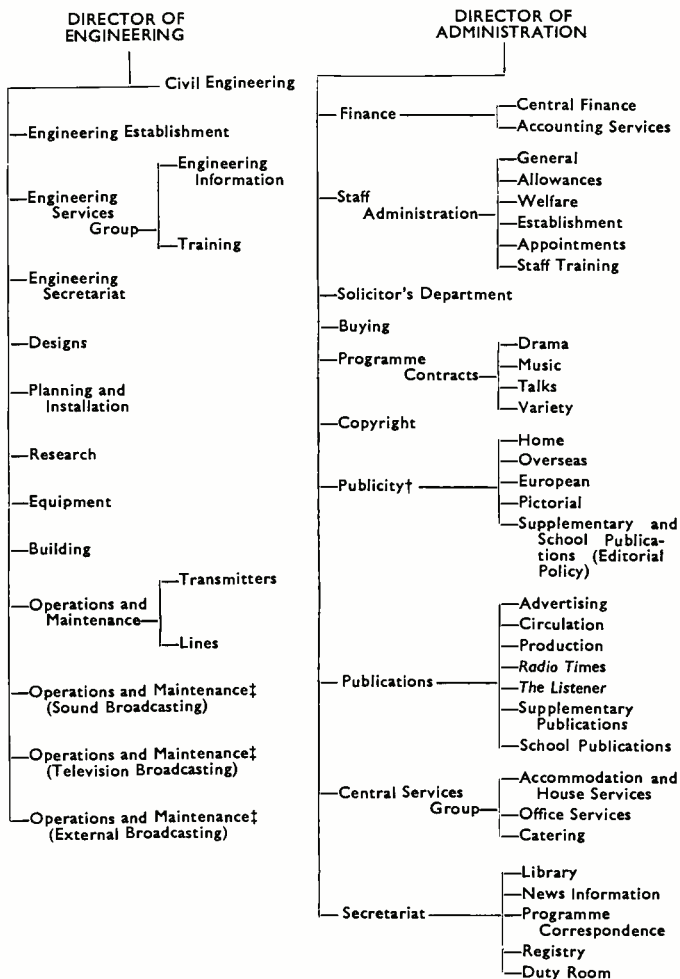 DIRECTOR OF
ENGINEERING
Civil Engineering
Engineering Establishment
Engineering
Services
Group
Engineering
Information
Training
Engineering
Secretariat
Designs
Planning and
Installation
Research
Equipment
Building
Operations and
Maintenance
Transmitters
Lines
Operations and Maintenance‡
(Sound Broadcasting)
Operations and Maintenance‡
(Television Broadcasting)
Operations and Maintenance‡
(External Broadcasting)
DIRECTOR OF
ADMINISTRATION
Finance
Central Finance
Accounting Services
Staff
Administration
General
Allowances
Welfare
Establishment
Appointments
Staff Training
Solicitor's Department
Buying
Programme
Contracts
Drama
Music
Talks
Variety
Copyright
Publicity†
Home
Overseas
European
Pictorial
Supplementary and
School Publica-
tions (Editorial
Policy)
Publications
Advertising
Circulation
Production
Radio Times
The Listener
Supplementary
Publications
School Publications
Central Services
Group
Accommodation and
House Services
Office Services
Catering
Secretariat
Library
News Information
Programme
Correspondence
Registry
Duty Room